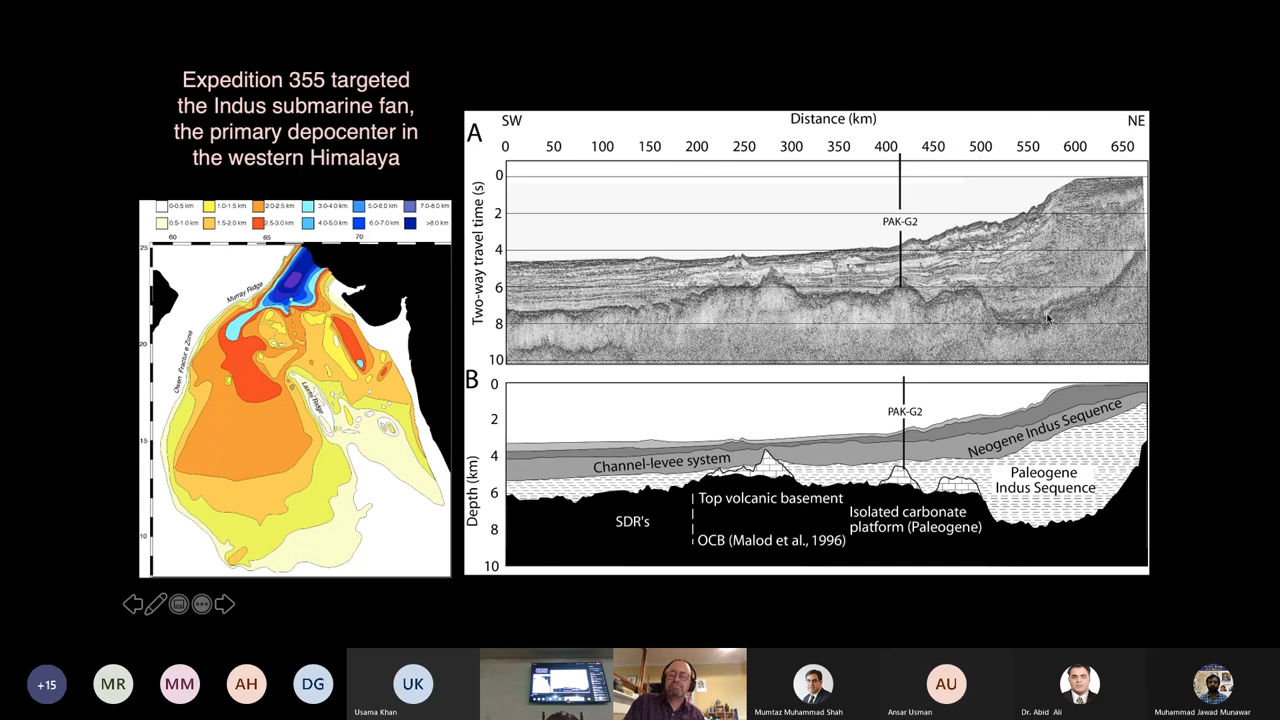 Expedition 355 targeted
the Indus submarine fan,
the primary depocenter in
the western Himalaya
0-0.5 km
1.0-1.5 km
2.0-2.5 km
3.0-4.0 km
5.0-6.0 km
7.0-8.0 km
0.5-1.0 km
1.5-2.0 km
2.5-3.0 km
4.0-5.0 km
6.0-7.0 km
>8.0 km
60
65
70
25
20
15
10
Murray Ridge
Owen Fracture Zone
Laxmi Ridge
A
SW
Distance (km)
NE
0 50 100 150 200 250 300 350 400 450 500 550 600 650
Two-way travel time (s)
0
2
4
6
8
10
PAK-G2
B
Depth (km)
0
2
4
6
8
10
PAK-G2
Neogene Indus Sequence
Channel-levee system
Paleogene
Indus Sequence
Top volcanic basement
SDR's
Isolated carbonate
platform (Paleogene)
OCB (Malod et al., 1996)
+15
MR
MM
AH
DG
UK
AU
Usama Khan
Mumtaz Muhammad Shah
Ansar Usman
Dr. Abid Ali
Muhammad Jawad Munawar